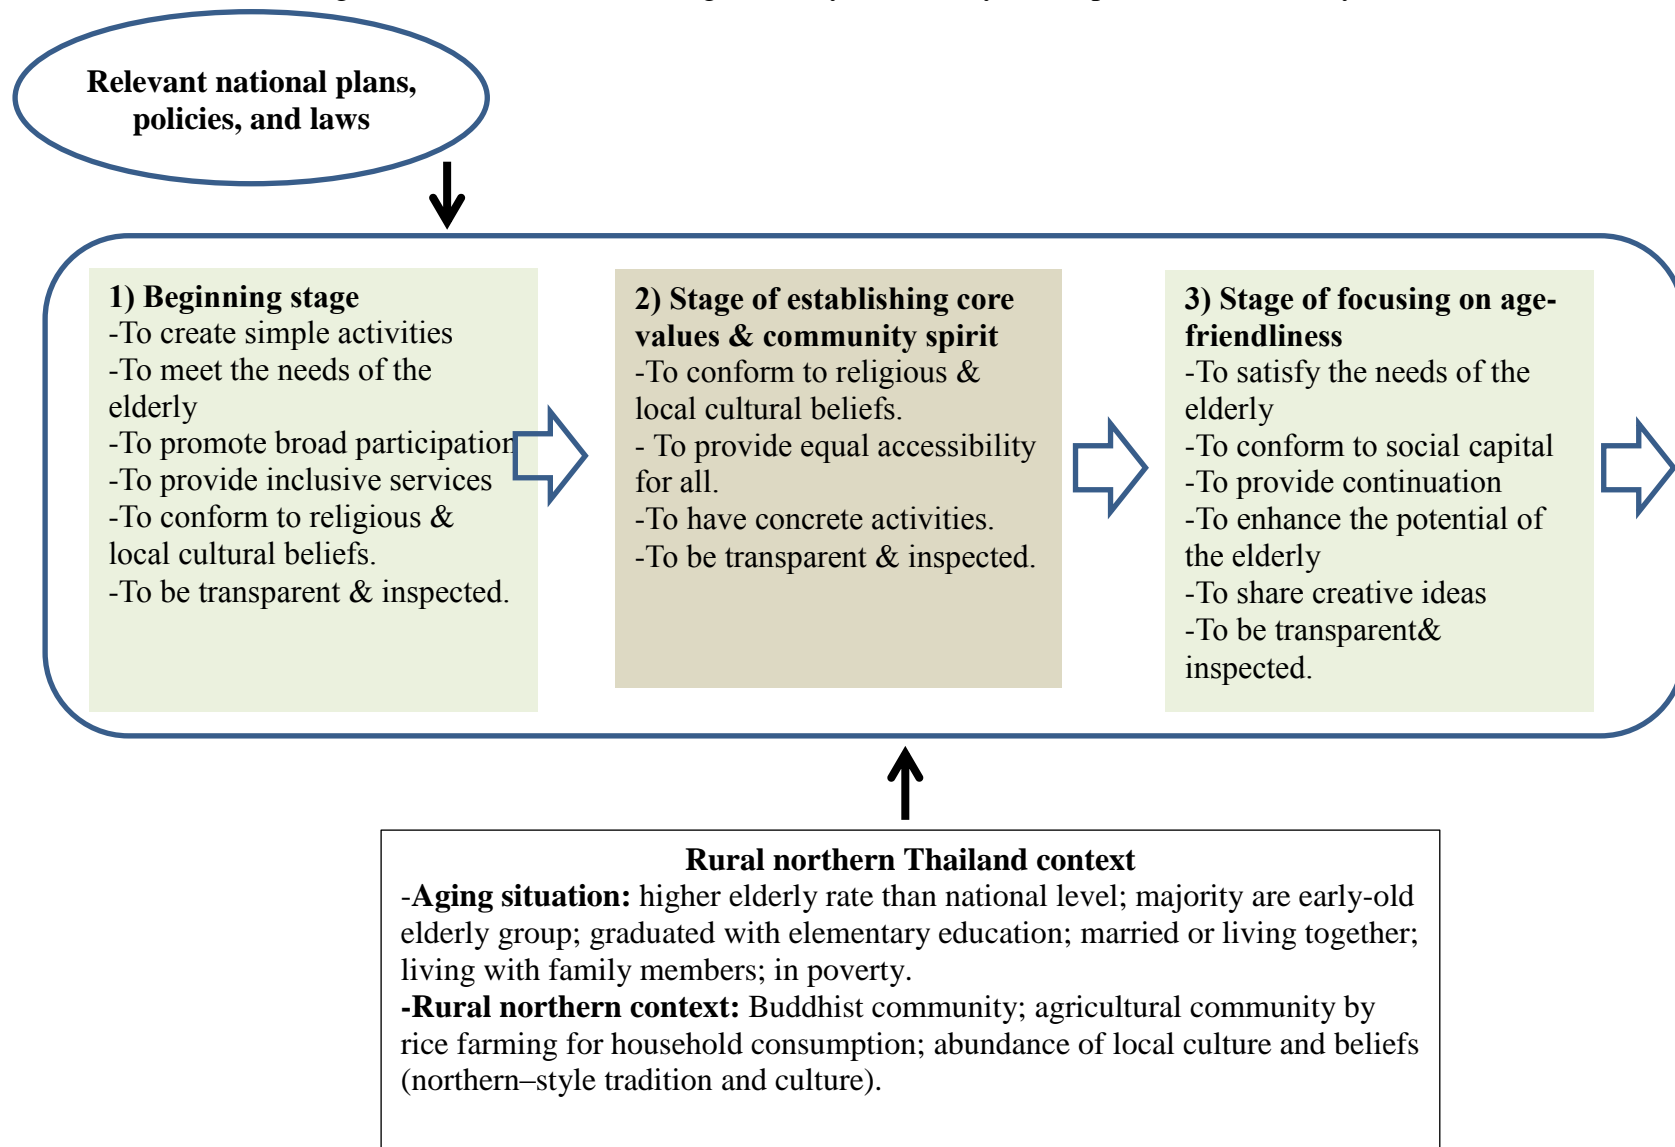 Relevant national plans,
policies, and laws
1) Beginning stage
-To create simple activities
-To meet the needs of the
elderly
-To promote broad participation
-To provide inclusive services
-To conform to religious &
local cultural beliefs.
-To be transparent & inspected.
2) Stage of establishing core
values & community spirit
-To conform to religious &
local cultural beliefs.
- To provide equal accessibility
for all.
-To have concrete activities.
-To be transparent & inspected.
3) Stage of focusing on age-
friendliness
-To satisfy the needs of the
elderly
-To conform to social capital
-To provide continuation
-To enhance the potential of
the elderly
-To share creative ideas
-To be transparent&
inspected.
Rural northern Thailand context
-Aging situation: higher elderly rate than national level; majority are early-old
elderly group; graduated with elementary education; married or living together;
living with family members; in poverty.
-Rural northern context: Buddhist community; agricultural community by
rice farming for household consumption; abundance of local culture and beliefs
(northern–style tradition and culture).